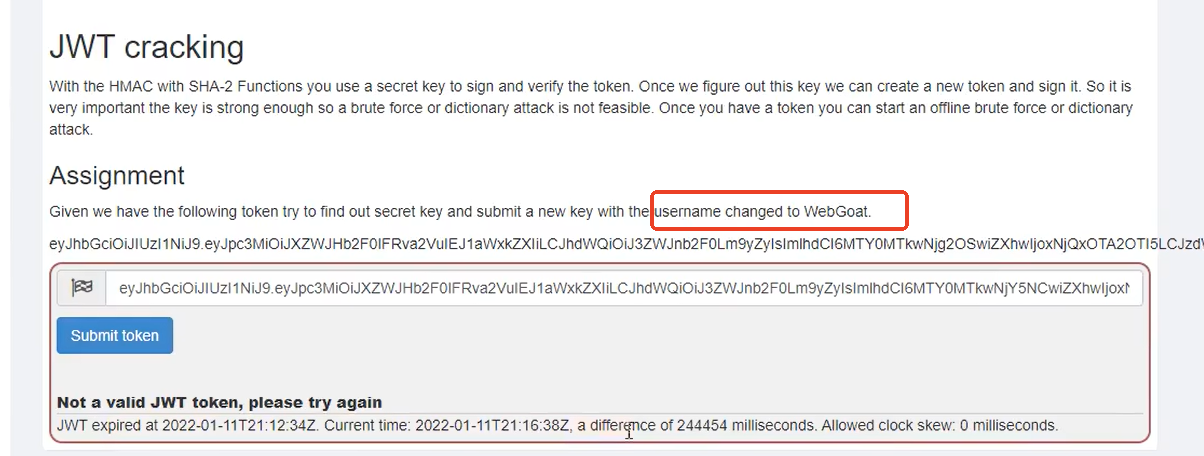 JWT cracking
With the HMAC with SHA-2 Functions you use a secret key to sign and verify the token. Once we figure out this key we can create a new token and sign it. So it is
very important the key is strong enough so a brute force or dictionary attack is not feasible. Once you have a token you can start an offline brute force or dictionary
attack.
Assignment
Given we have the following token try to find out secret key and submit a new key with the username changed to WebGoat.
eyJhbGciOiJIUzI1NiJ9.eyJpc3MiOiJXZWJHb2F0IFRva2VuIEJ1aWxkZXIiLCJhdWQiOiJ3ZWJnb2F0Lm9yZyIsImlhdCI6MTY0MTkwNjg2OSwiZXhwIjoxNjQxOTA2OTI5LCJzdW
eyJhbGciOiJIUzI1NiJ9.eyJpc3MiOiJXZWJHb2F0IFRva2VuIEJ1aWxkZXIiLCJhdWQiOiJ3ZWJnb2F0Lm9yZyIsImlhdCI6MTY0MTkwNjY5NCwiZXhwIjoxN
Submit token
Not a valid JWT token, please try again
JWT expired at 2022-01-11T21:12:34Z. Current time: 2022-01-11T21:16:38Z, a difference of 244454 milliseconds. Allowed clock skew: 0 milliseconds.